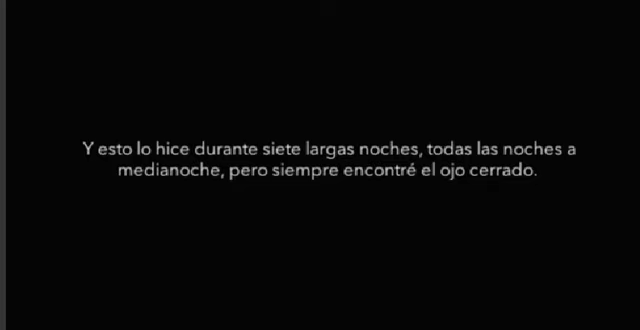 Y esto lo hice durante siete largas noches, todas las noches a
medianoche, pero siempre encontré el ojo cerrado.